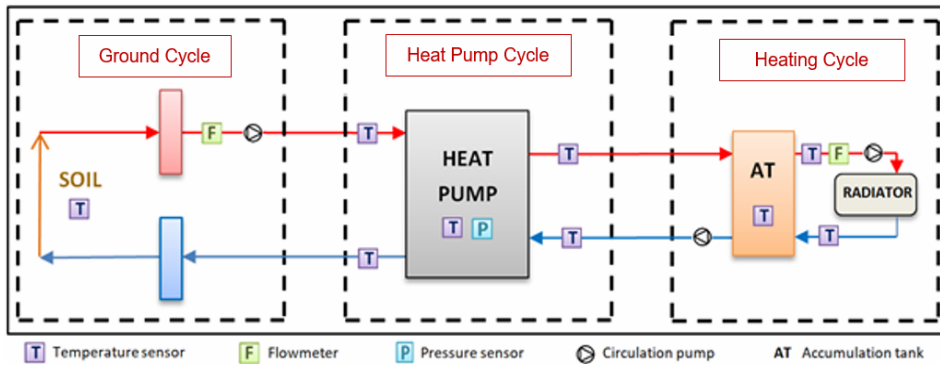 Ground Cycle
Heat Pump Cycle
Heating Cycle
F
T
T
T
F
HEAT
PUMP
AT
SOIL
T
T
P
T
RADIATOR
T
T
T
T Temperature sensor
F Flowmeter
P Pressure sensor
Circulation pump
AT Accumulation tank